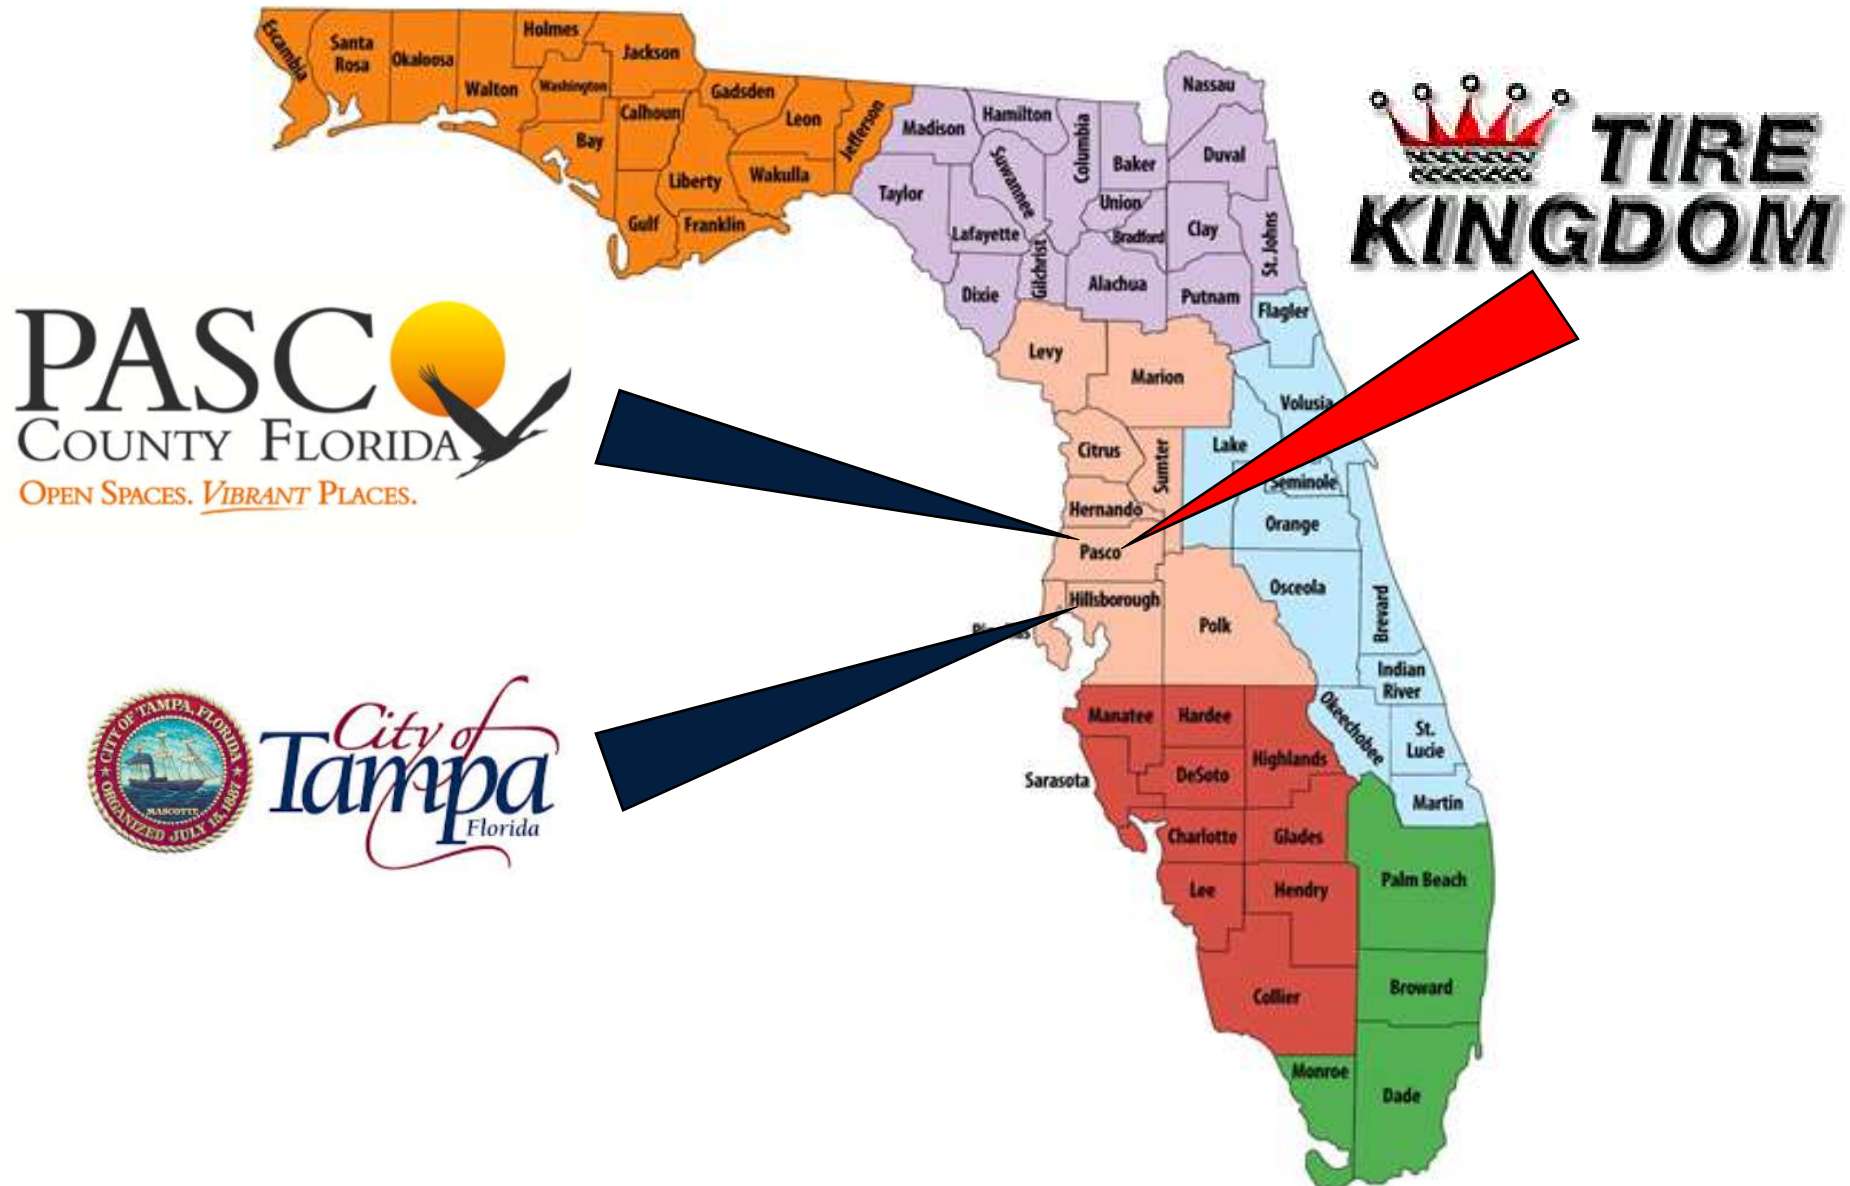 Escambia
Santa
Rosa
Okaloosa
Walton
Holmes
Washington
Jackson
Bay
Calhoun
Gulf
Liberty
Franklin
Gadsden
Leon
Wakulla
Jefferson
Madison
Taylor
Hamilton
Suwannee
Lafayette
Dixie
Columbia
Gilchrist
Baker
Union
Bradford
Alachua
Nassau
Duval
Clay
St. Johns
Putnam
Flagler
TIRE
KINGDOM
PASCO
COUNTY FLORIDA
OPEN SPACES. VIBRANT PLACES.
Levy
Marion
Volusia
Citrus
Sumter
Lake
Seminole
Hernando
Orange
Pasco
Osceola
Brevard
Hillsborough
Polk
Indian
River
CITY OF TAMPA, FLORIDA
MASCOTTE
ORGANIZED JULY 15, 1887
City of
Tampa
Florida
Manatee
Hardee
Highlands
Okeechobee
St.
Lucie
Sarasota
DeSoto
Martin
Charlotte
Glades
Lee
Hendry
Palm Beach
Collier
Broward
Monroe
Dade